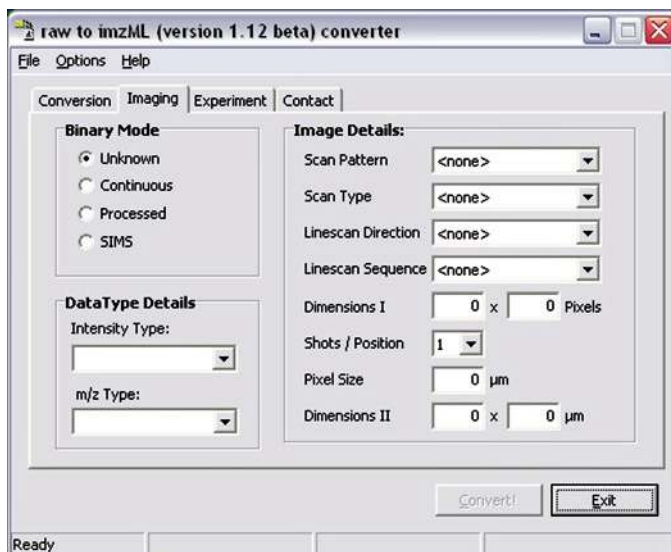 raw to imzML (version 1.12 beta) converter
File Options Help
Conversion Imaging Experiment Contact
Binary Mode
Unknown
Continuous
Processed
SIMS
DataType Details
Intensity Type:
m/z Type:
Image Details:
Scan Pattern <none>
Scan Type <none>
Linescan Direction <none>
Linescan Sequence <none>
Dimensions I 0 x 0 Pixels
Shots / Position 1
Pixel Size 0 µm
Dimensions II 0 x 0 µm
Convert! Exit
Ready